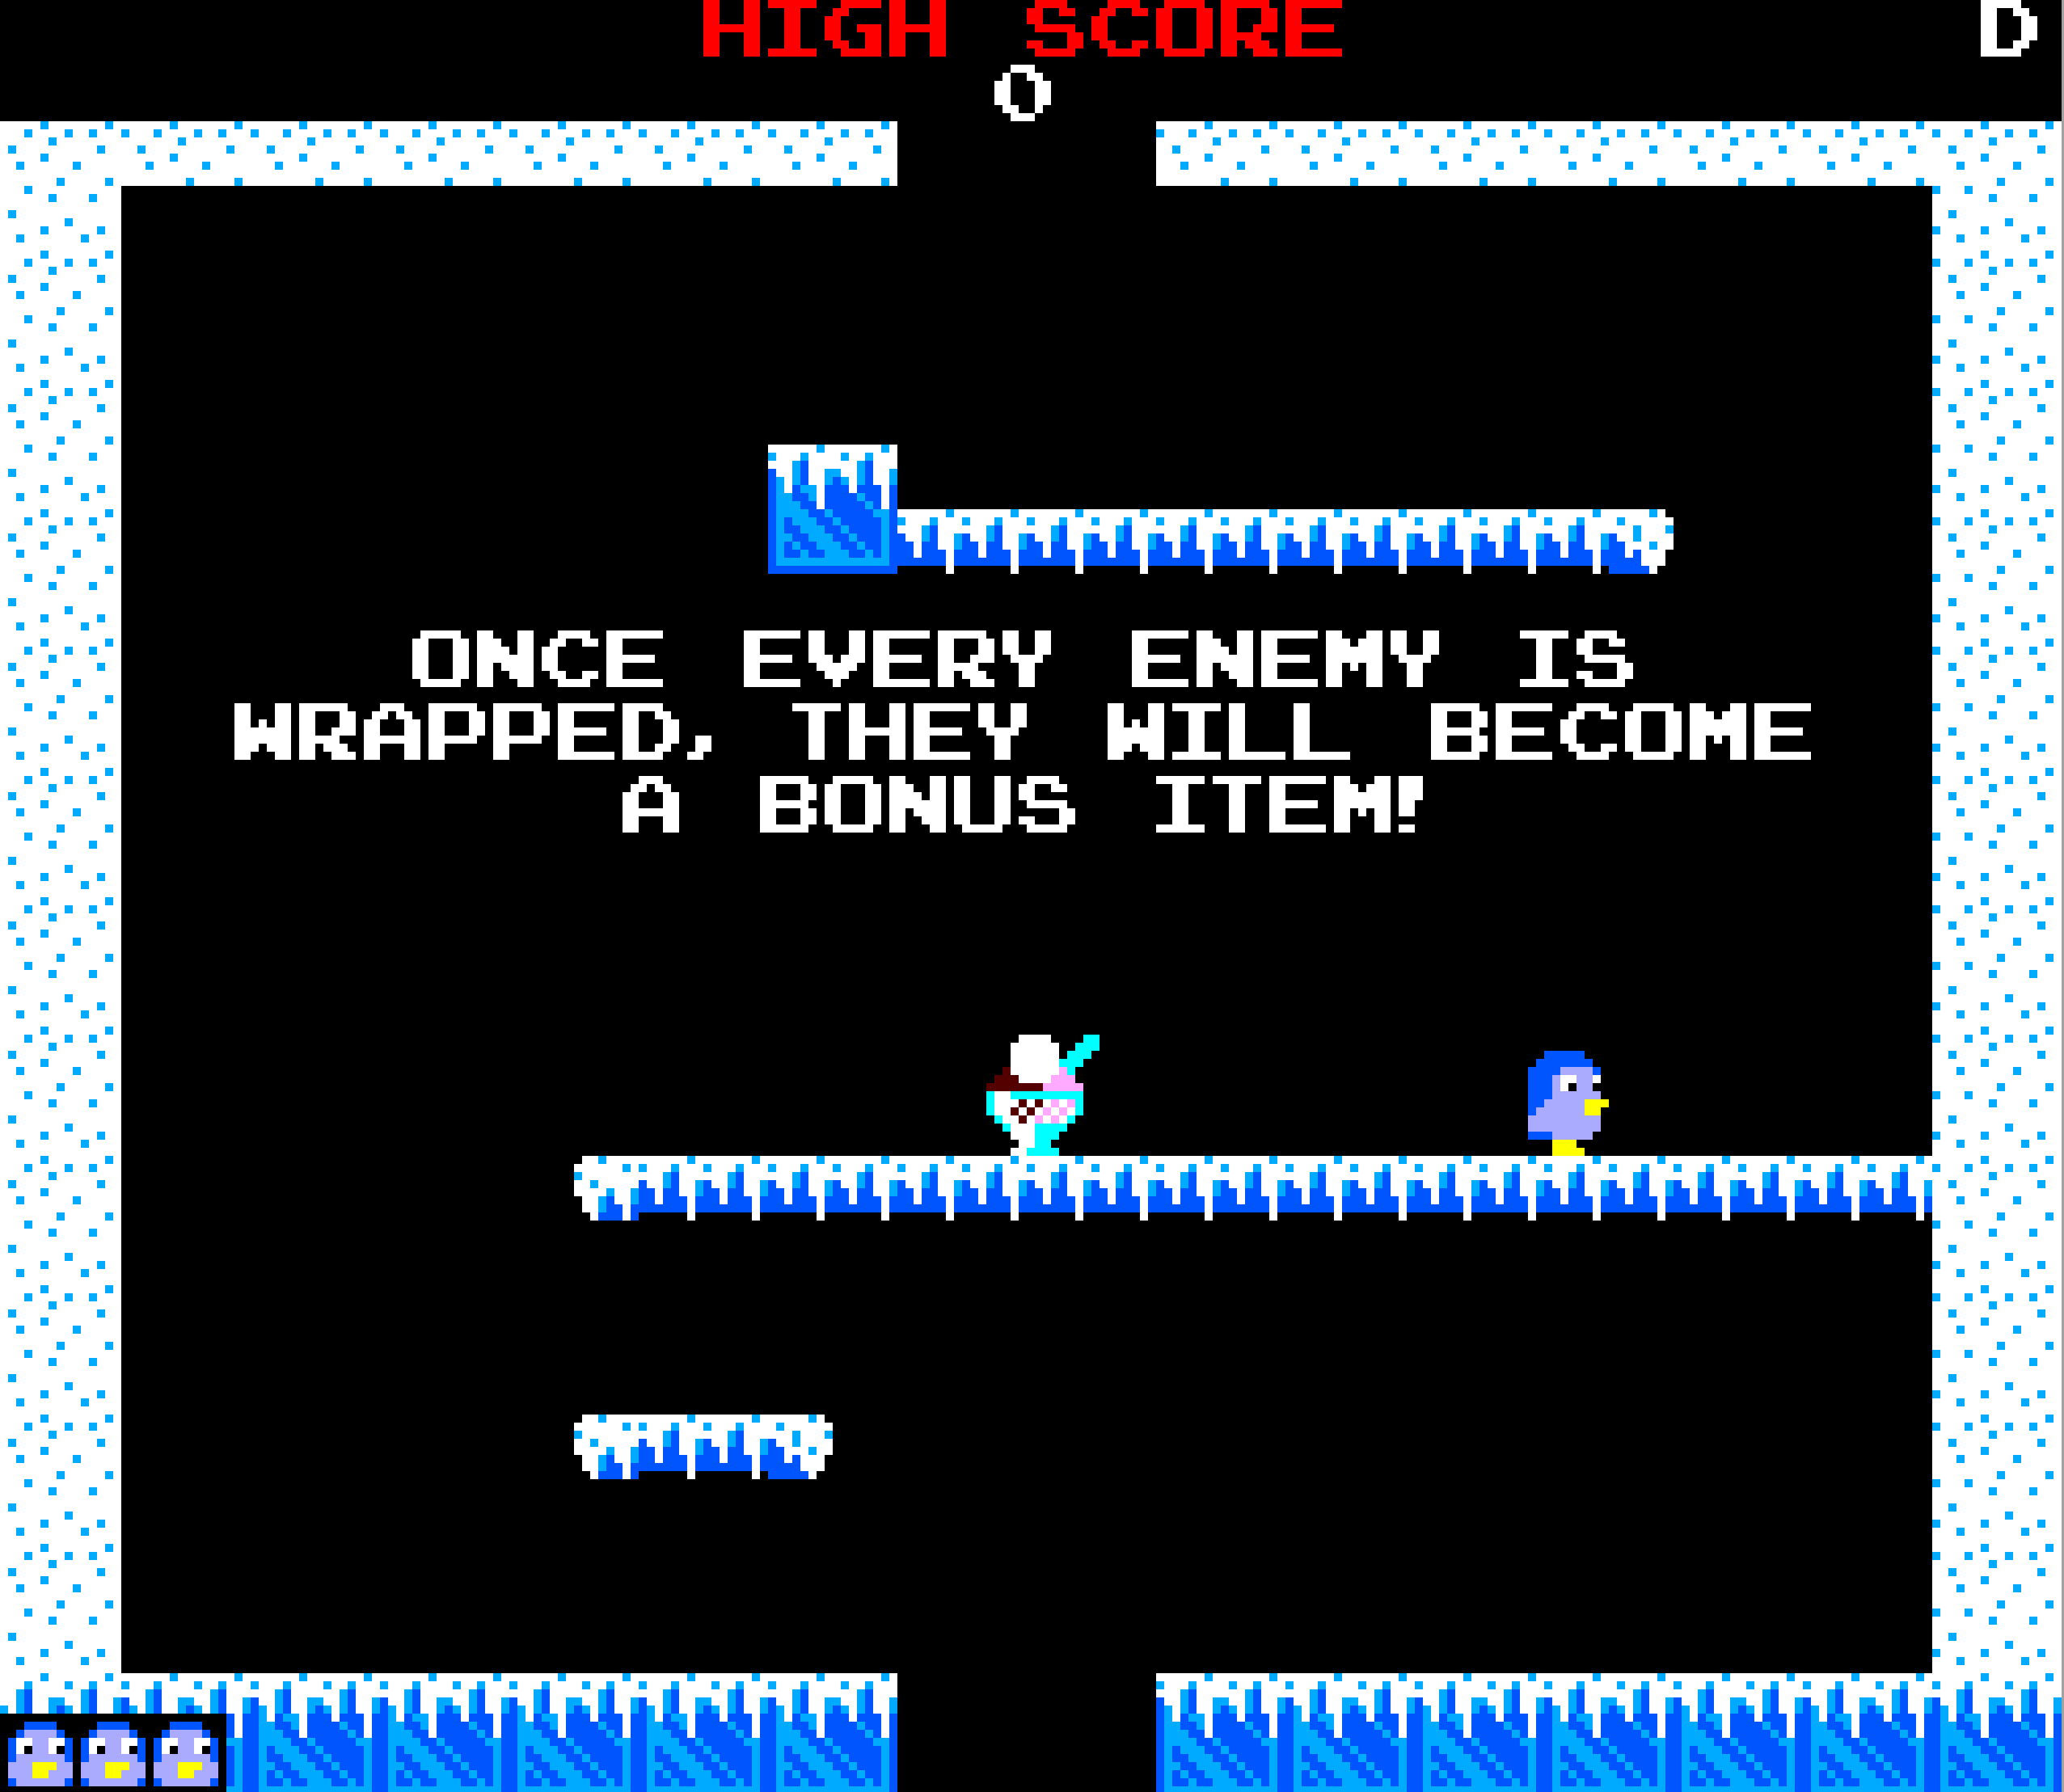 HIGH SCORE D
0
ONCE EVERY ENEMY IS
WRAPPED, THEY WILL BECOME
A BONUS ITEM!